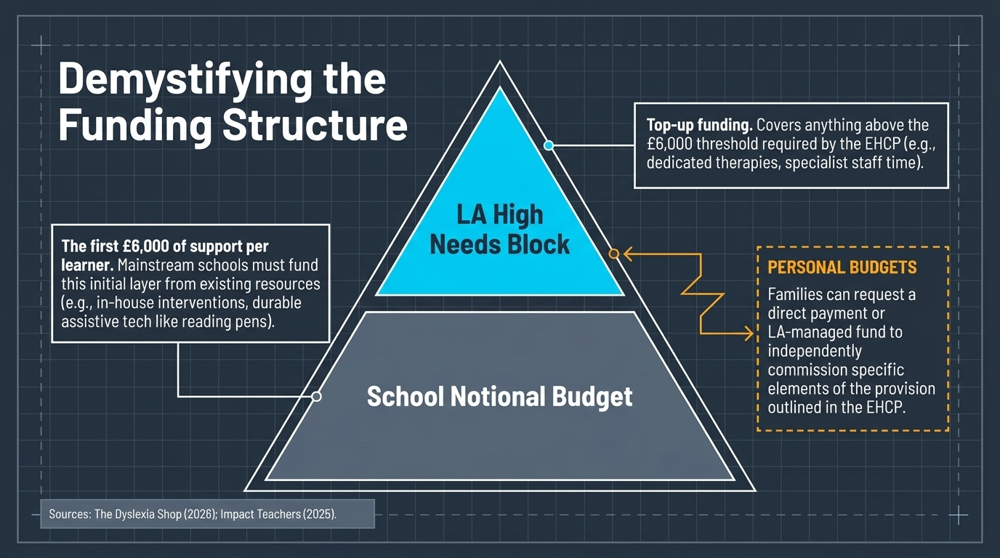 Demystifying the
Funding Structure
Top-up funding. Covers anything above the
£6,000 threshold required by the EHCP (e.g.,
dedicated therapies, specialist staff time).
LA High
Needs Block
The first £6,000 of support per
learner. Mainstream schools must fund
this initial layer from existing resources
(e.g., in-house interventions, durable
assistive tech like reading pens).
PERSONAL BUDGETS
Families can request a
direct payment or
LA-managed fund to
independently
commission specific
elements of the provision
outlined in the EHCP.
School Notional Budget
Sources: The Dyslexia Shop (2026); Impact Teachers (2025).